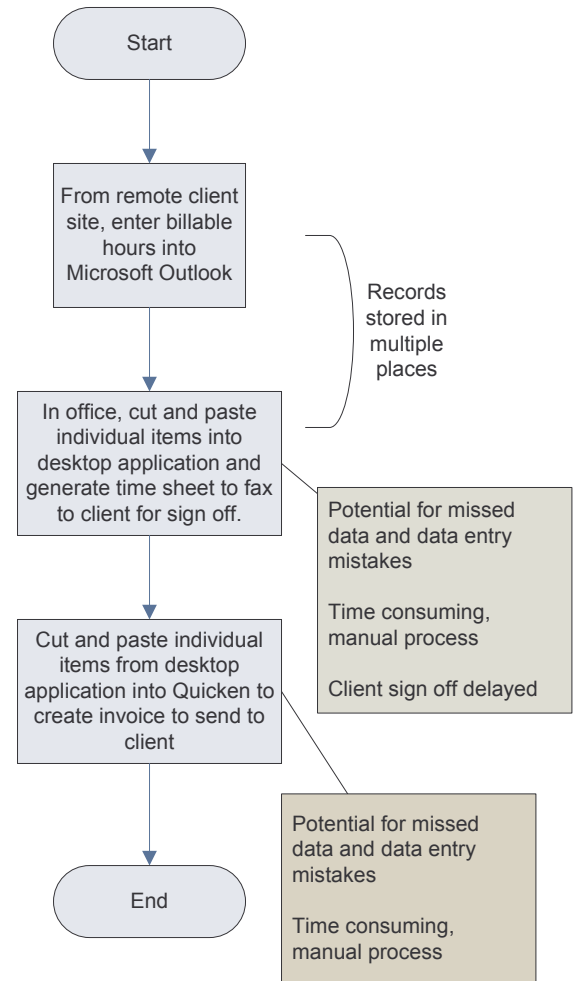 Start
From remote client
site, enter billable
hours into
Microsoft Outlook
Records
stored in
multiple
places
In office, cut and paste
individual items into
desktop application and
generate time sheet to fax
to client for sign off.
Potential for missed
data and data entry
mistakes
Time consuming,
manual process
Client sign off delayed
Cut and paste individual
items from desktop
application into Quicken to
create invoice to send to
client
Potential for missed
data and data entry
mistakes
Time consuming,
manual process
End